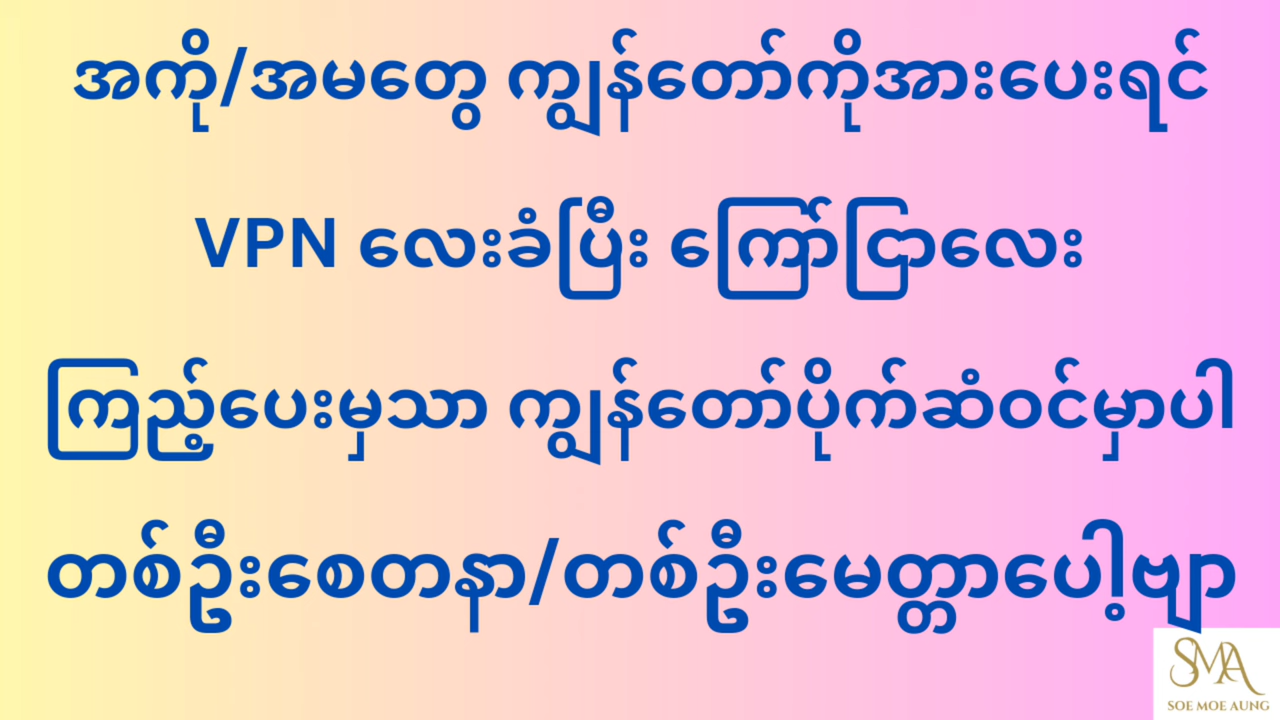 အကို/အမတွေ ကျွန်တော်ကိုအားပေးရင်
VPN လေးခံပြီး ကြော်ငြာလေး
ကြည့်ပေးမှသာ ကျွန်တော်ပိုက်ဆံဝင်မှာပါ
တစ်ဦးစေတနာ/တစ်ဦးမေတ္တာပေါ့ဗျာ
SMA
SOE MOE AUNG